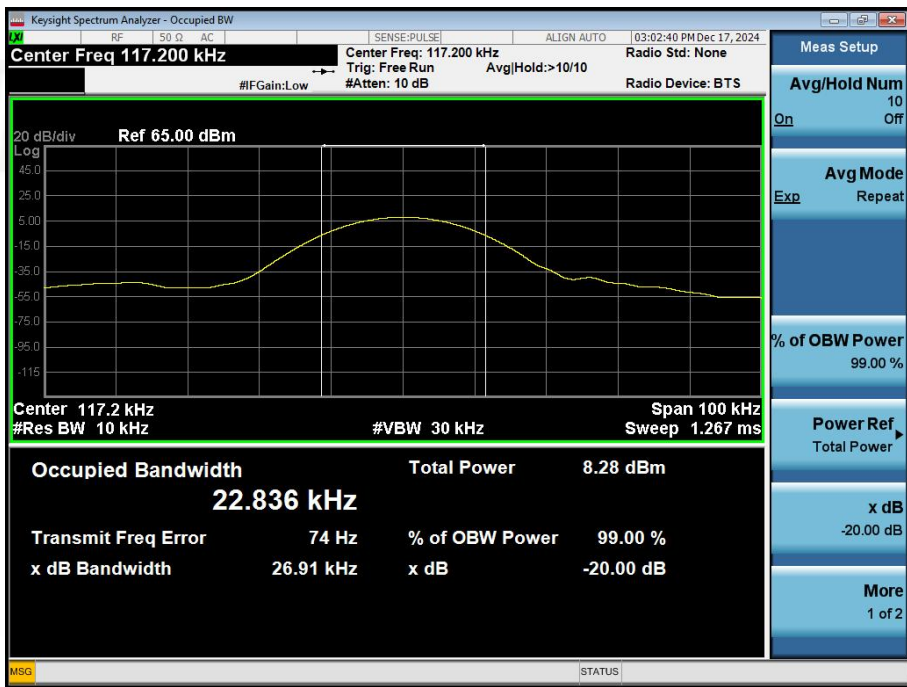 Keysight Spectrum Analyzer - Occupied BW
LXI
RF 50 Ω AC SENSE:PULSE ALIGN AUTO 03:02:40 PM Dec 17, 2024
Center Freq 117.200 kHz
Center Freq: 117.200 kHz Radio Std: None
Trig: Free Run Avg|Hold:>10/10
#IFGain:Low #Atten: 10 dB Radio Device: BTS
20 dB/div Ref 65.00 dBm
Log
45.0
25.0
5.00
-15.0
-35.0
-55.0
-75.0
-95.0
-115
Center 117.2 kHz Span 100 kHz
#Res BW 10 kHz #VBW 30 kHz Sweep 1.267 ms
Occupied Bandwidth Total Power 8.28 dBm
22.836 kHz
Transmit Freq Error 74 Hz % of OBW Power 99.00 %
x dB Bandwidth 26.91 kHz x dB -20.00 dB
Meas Setup
Avg/Hold Num
10
On Off
Avg Mode
Exp Repeat
% of OBW Power
99.00 %
Power Ref
Total Power
x dB
-20.00 dB
More
1 of 2
MSG STATUS